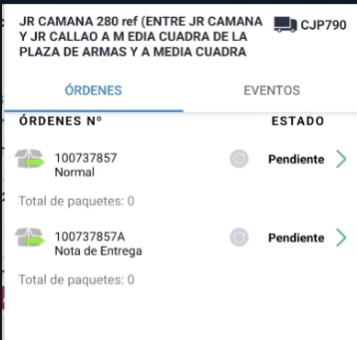 JR CAMANA 280 ref (ENTRE JR CAMANA
Y JR CALLAO A M EDIA CUADRA DE LA
PLAZA DE ARMAS Y A MEDIA CUADRA
CJP790
ÓRDENES
EVENTOS
ÓRDENES Nº
ESTADO
100737857
Normal
Pendiente
Total de paquetes: 0
100737857A
Nota de Entrega
Pendiente
Total de paquetes: 0